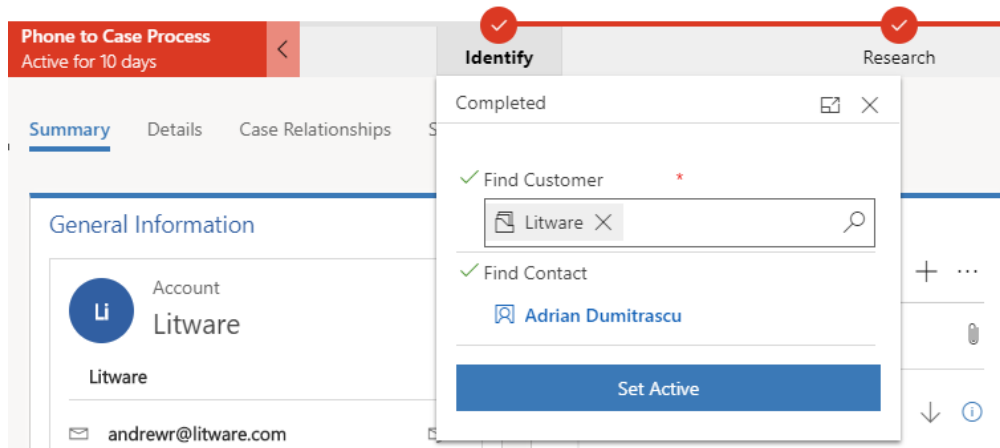 Phone to Case Process
Active for 10 days
Identify
Research
Summary Details Case Relationships
Completed
Find Customer *
Litware
Find Contact
Adrian Dumitrascu
Set Active
General Information
Li
Account
Litware
Litware
andrewr@litware.com